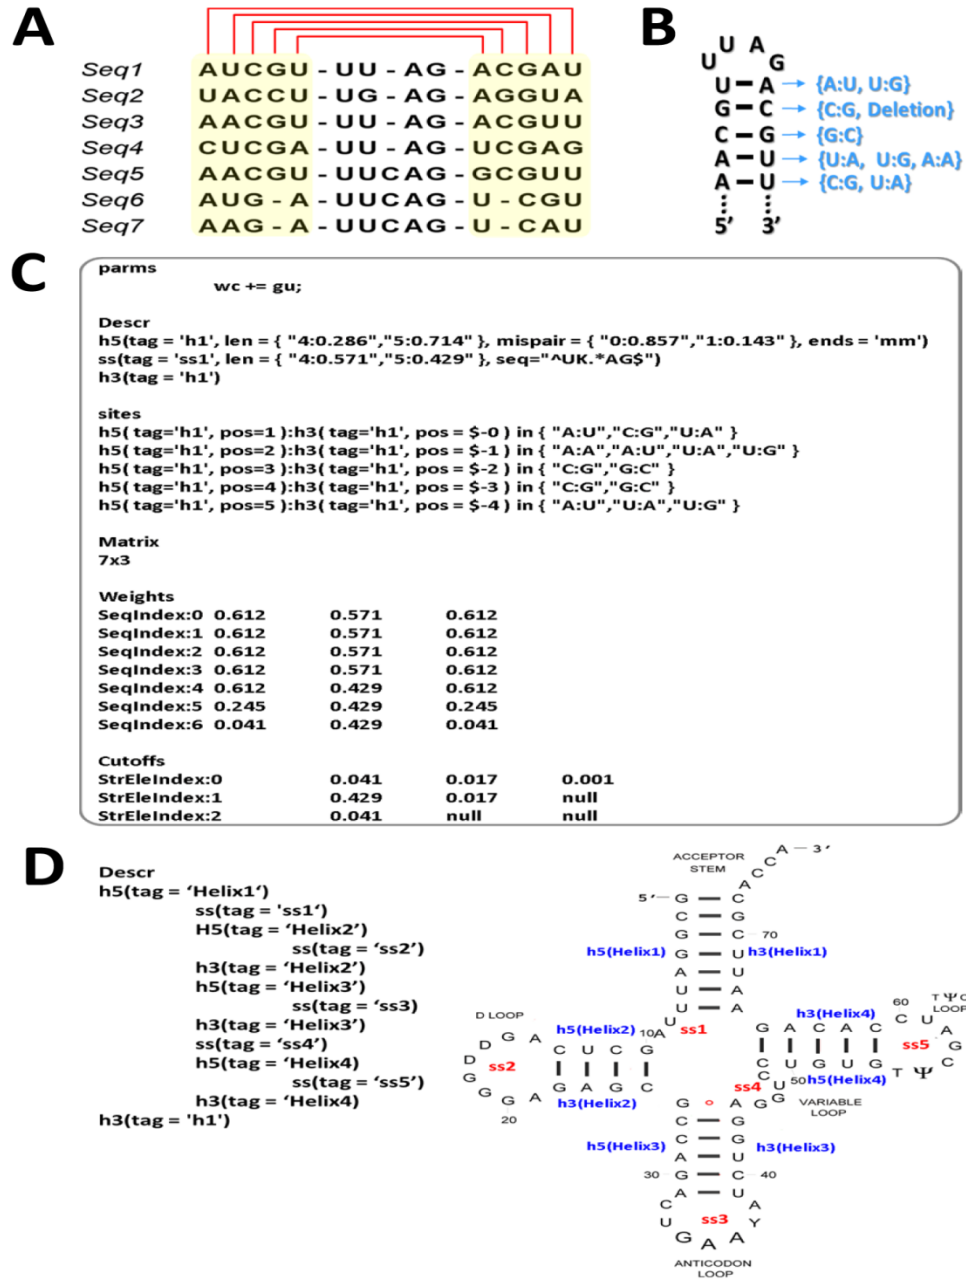 A
Seq1 AUCGU - UU - AG - ACGAU
Seq2 UACCU - UG - AG - AGGUA
Seq3 AACGU - UU - AG - ACGUU
Seq4 CUCGA - UU - AG - UCGAG
Seq5 AACGU - UUCAG - GCGUU
Seq6 AUG - A - UUCAG - U - CGU
Seq7 AAG - A - UUCAG - U - CAU
B
U U A G
U A {A:U, U:G}
G C {C:G, Deletion}
C G {G:C}
A U {U:A, U:G, A:A}
A U {C:G, U:A}
5' 3'
C
parms
wc += gu;
Descr
h5(tag = 'h1', len = { "4:0.286","5:0.714" }, mispair = { "0:0.857","1:0.143" }, ends = 'mm')
ss(tag = 'ss1', len = { "4:0.571","5:0.429" }, seq="^UK.*AG$")
h3(tag = 'h1')
sites
h5( tag='h1', pos=1 ):h3( tag='h1', pos = $-0 ) in { "A:U","C:G","U:A" }
h5( tag='h1', pos=2 ):h3( tag='h1', pos = $-1 ) in { "A:A","A:U","U:A","U:G" }
h5( tag='h1', pos=3 ):h3( tag='h1', pos = $-2 ) in { "C:G","G:C" }
h5( tag='h1', pos=4 ):h3( tag='h1', pos = $-3 ) in { "C:G","G:C" }
h5( tag='h1', pos=5 ):h3( tag='h1', pos = $-4 ) in { "A:U","U:A","U:G" }
Matrix
7x3
Weights
SeqIndex:0 0.612 0.571 0.612
SeqIndex:1 0.612 0.571 0.612
SeqIndex:2 0.612 0.571 0.612
SeqIndex:3 0.612 0.571 0.612
SeqIndex:4 0.612 0.429 0.612
SeqIndex:5 0.245 0.429 0.245
SeqIndex:6 0.041 0.429 0.041
Cutoffs
StrEleIndex:0 0.041 0.017 0.001
StrEleIndex:1 0.429 0.017 null
StrEleIndex:2 0.041 null null
D
Descr
h5(tag = 'Helix1')
ss(tag = 'ss1')
H5(tag = 'Helix2')
ss(tag = 'ss2')
h3(tag = 'Helix2')
h5(tag = 'Helix3')
ss(tag = 'ss3)
h3(tag = 'Helix3')
ss(tag = 'ss4')
h5(tag = 'Helix4)
ss(tag = 'ss5')
h3(tag = 'Helix4)
h3(tag = 'h1')
ACCEPTOR
STEM
A — 3'
C
C
A
5' — G C
C G
G C 70
h5(Helix1) G U h3(Helix1)
A U
U A
U A
U ss1
D LOOP
h5(Helix2) 10 A
D D G A C U C G
ss2
G G G A G A G C
20
h3(Helix2)
h3(Helix4)
60
T Ψ C
LOOP
G A C A C C U A G
ss5
C U G U G T Ψ C
50 h5(Helix4)
ss4
C U G G
VARIABLE
LOOP
G A
C G
C G
h5(Helix3) A U h3(Helix3)
30 G C 40
A U
C A
U Y
ss3
G A A
ANTICODON
LOOP